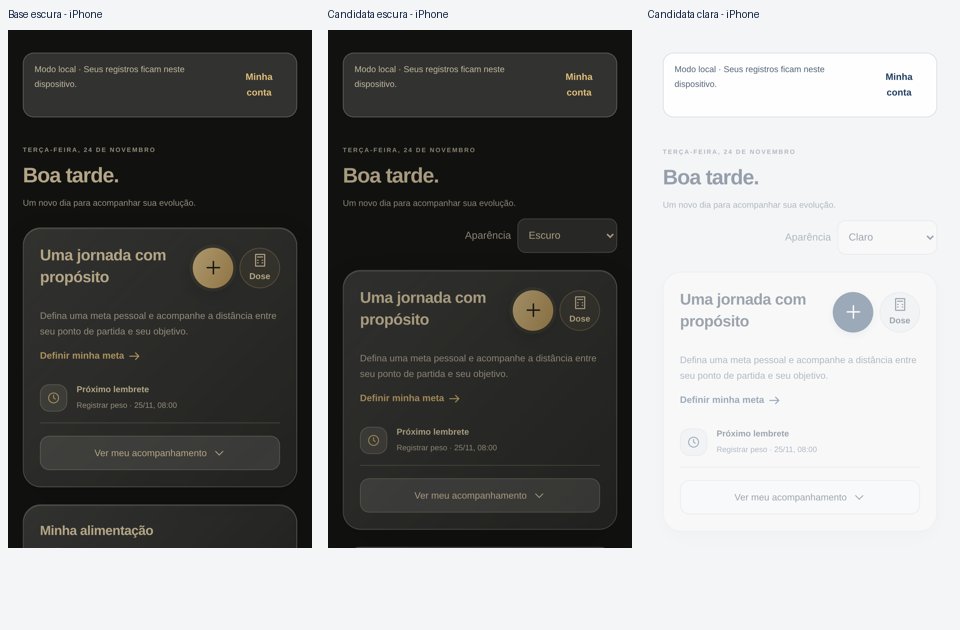 Base escura - iPhone
Modo local · Seus registros ficam neste
dispositivo.
Minha
conta
TERÇA-FEIRA, 24 DE NOVEMBRO
Boa tarde.
Um novo dia para acompanhar sua evolução.
Uma jornada com
propósito
Dose
Defina uma meta pessoal e acompanhe a distância entre
seu ponto de partida e seu objetivo.
Definir minha meta
Próximo lembrete
Registrar peso · 25/11, 08:00
Ver meu acompanhamento
Minha alimentação
Candidata escura - iPhone
Modo local · Seus registros ficam neste
dispositivo.
Minha
conta
TERÇA-FEIRA, 24 DE NOVEMBRO
Boa tarde.
Um novo dia para acompanhar sua evolução.
Aparência
Escuro
Uma jornada com
propósito
Dose
Defina uma meta pessoal e acompanhe a distância entre
seu ponto de partida e seu objetivo.
Definir minha meta
Próximo lembrete
Registrar peso · 25/11, 08:00
Ver meu acompanhamento
Candidata clara - iPhone
Modo local · Seus registros ficam neste
dispositivo.
Minha
conta
TERÇA-FEIRA, 24 DE NOVEMBRO
Boa tarde.
Um novo dia para acompanhar sua evolução.
Aparência
Claro
Uma jornada com
propósito
Dose
Defina uma meta pessoal e acompanhe a distância entre
seu ponto de partida e seu objetivo.
Definir minha meta
Próximo lembrete
Registrar peso · 25/11, 08:00
Ver meu acompanhamento